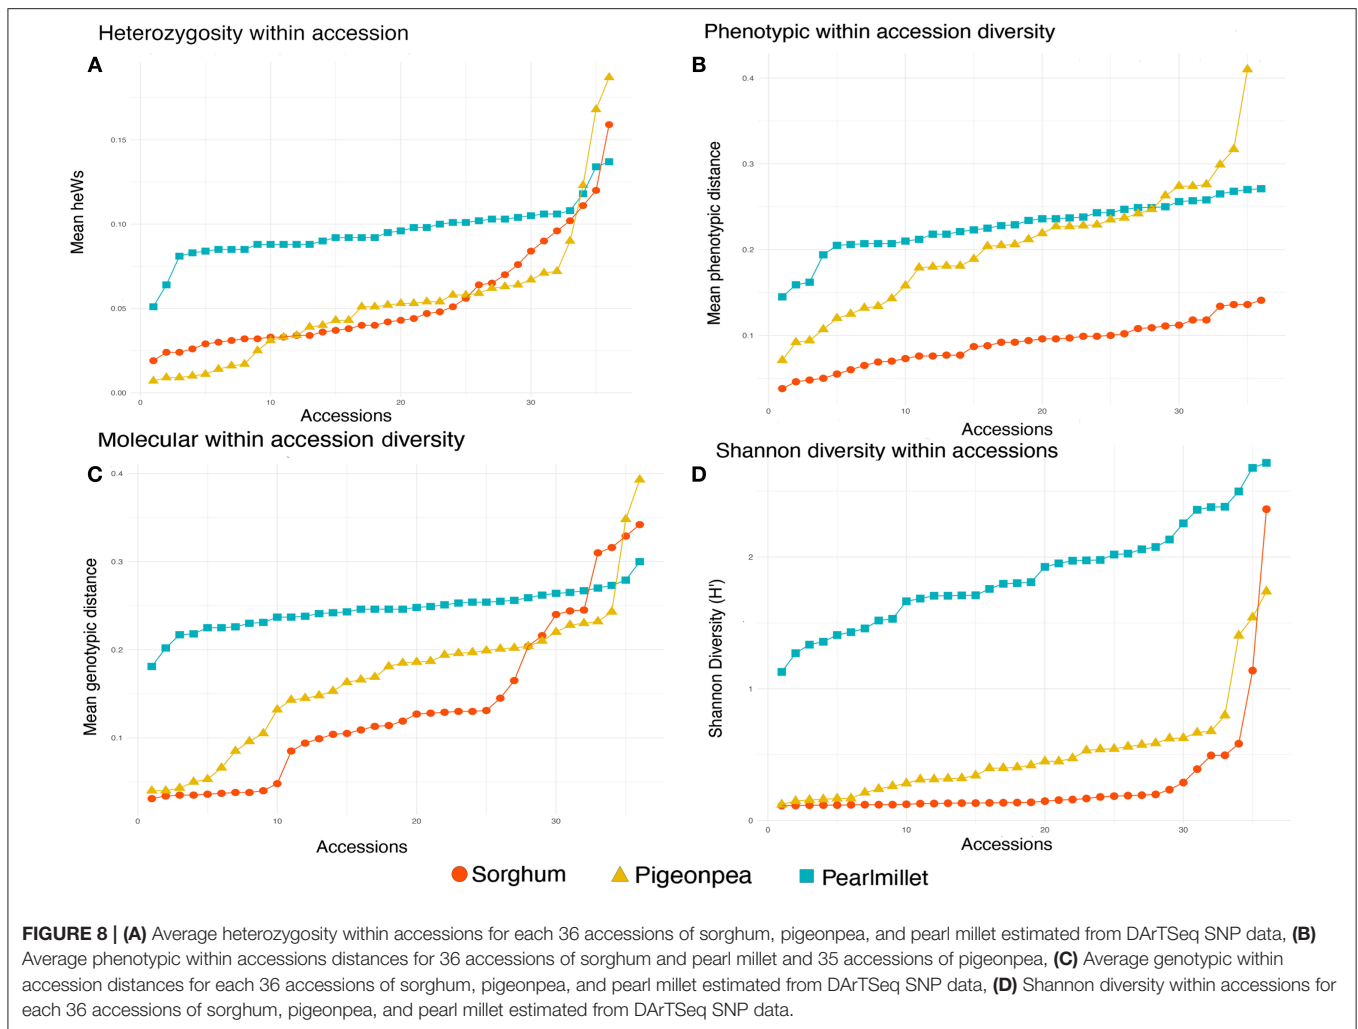 Heterozygosity within accession
A
Mean heWs
0.15
0.10
0.05
0.00
0
10
20
30
Accessions
Phenotypic within accession diversity
B
Mean phenotypic distance
0.4
0.3
0.2
0.1
0
10
20
30
Accessions
Molecular within accession diversity
C
Mean genotypic distance
0.4
0.3
0.2
0.1
0
10
20
30
Accessions
Shannon diversity within accessions
D
Shannon Diversity (H')
2
1
0
0
10
20
30
Accessions
Sorghum
Pigeonpea
Pearlmillet
FIGURE 8 | (A) Average heterozygosity within accessions for each 36 accessions of sorghum, pigeonpea, and pearl millet estimated from DArTSeq SNP data, (B)
Average phenotypic within accessions distances for 36 accessions of sorghum and pearl millet and 35 accessions of pigeonpea, (C) Average genotypic within
accession distances for each 36 accessions of sorghum, pigeonpea, and pearl millet estimated from DArTSeq SNP data, (D) Shannon diversity within accessions for
each 36 accessions of sorghum, pigeonpea, and pearl millet estimated from DArTSeq SNP data.